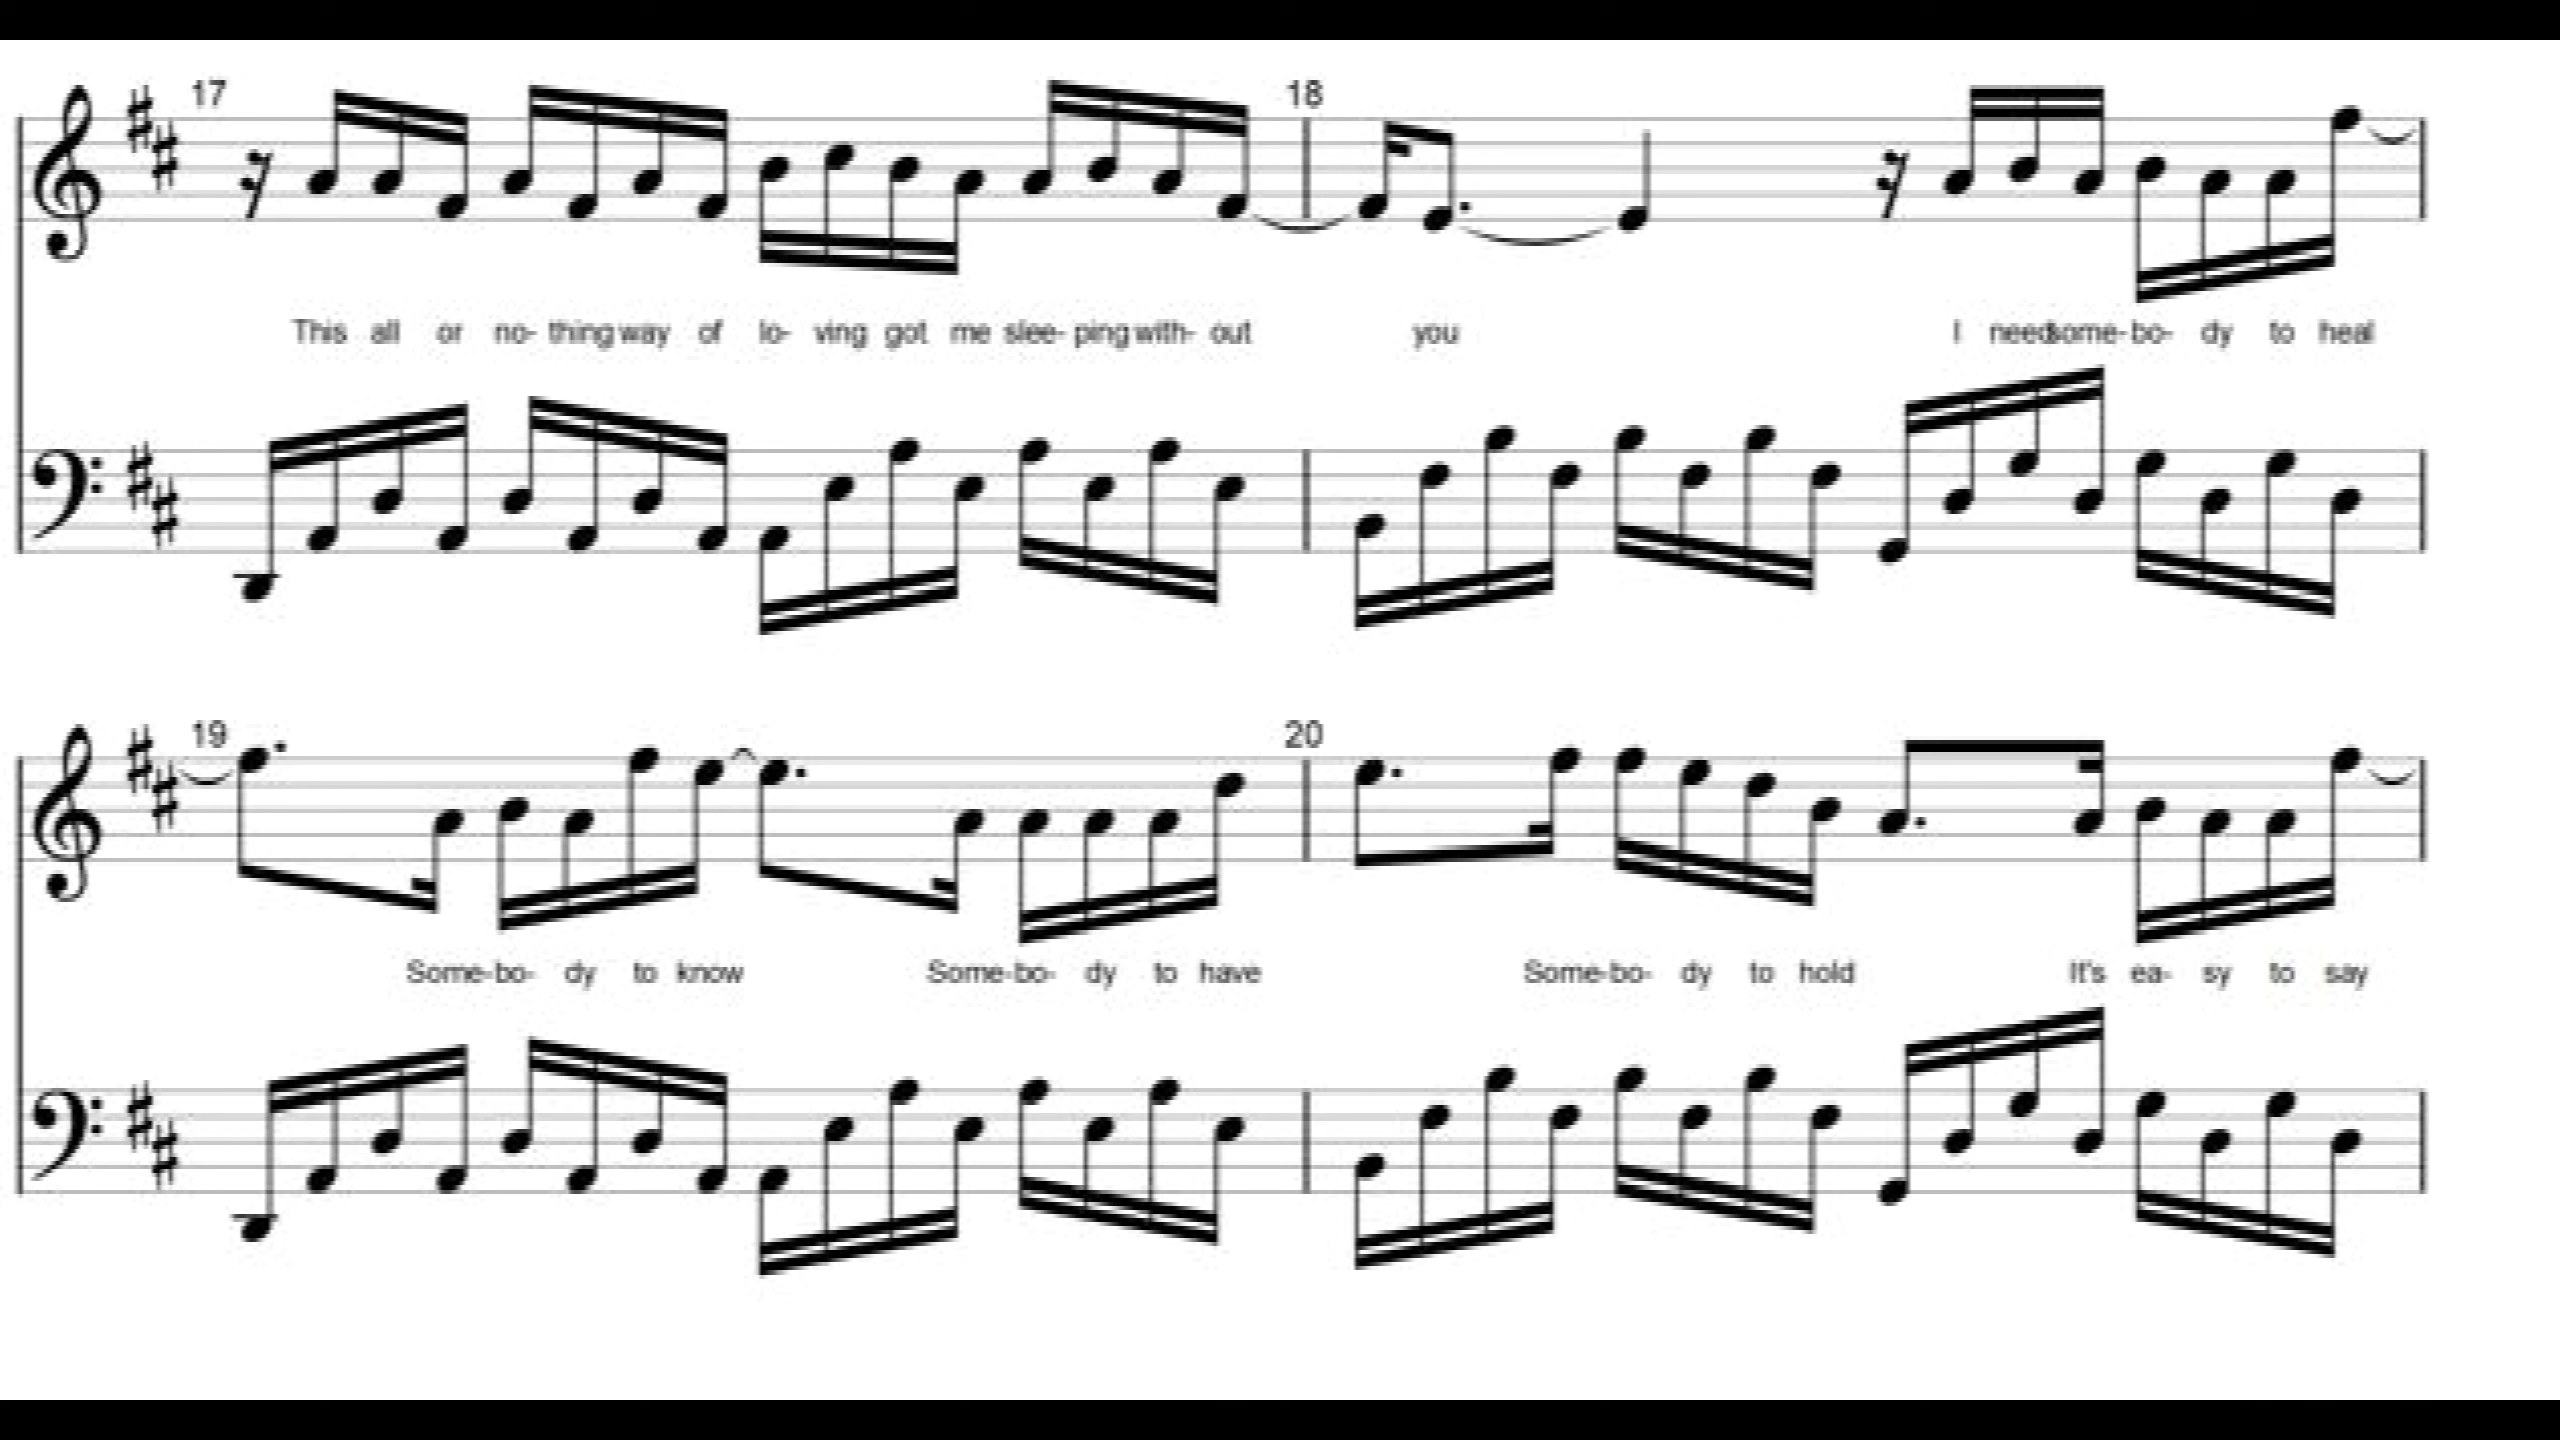 17 18
This all or no- thing way of lo- ving got me slee- ping with- out you I need some- bo- dy to heal
19 20
Some- bo- dy to know Some- bo- dy to have Some- bo- dy to hold It's ea- sy to say